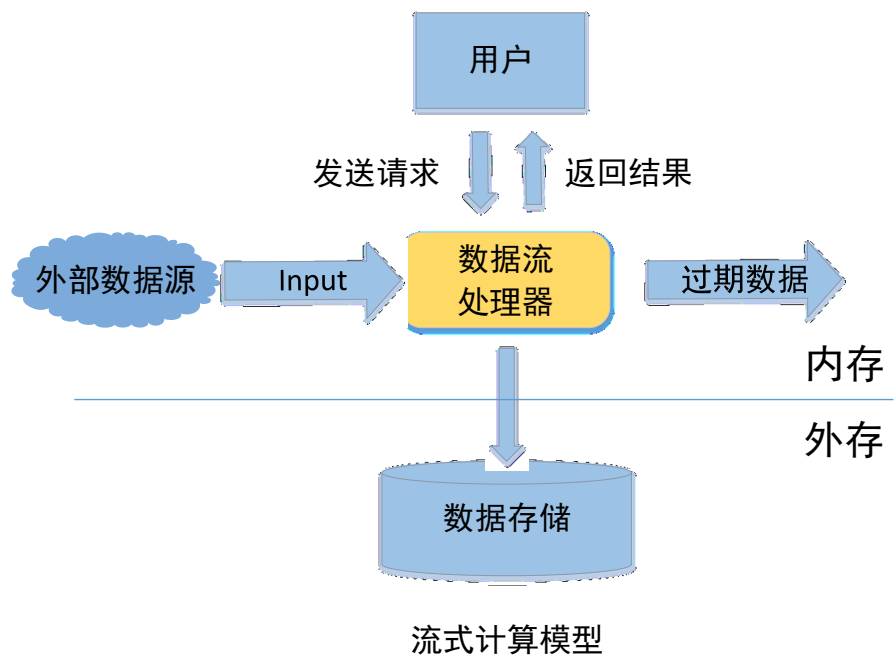 用户
发送请求
返回结果
外部数据源
Input
数据流
处理器
过期数据
内存
外存
数据存储
流式计算模型